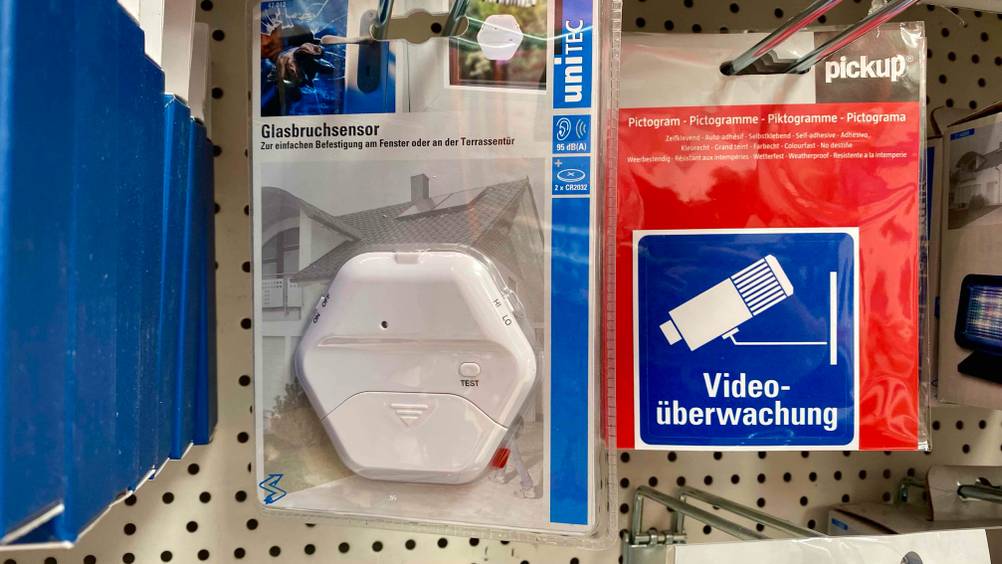 47 042
uniTEC
Glasbruchsensor
Zur einfachen Befestigung am Fenster oder an der Terrassentür
95 dB(A)
+
2 x CR2032
ON
HI
LO
TEST
pickup®
Pictogram - Pictogramme - Piktogramme - Pictograma
Zelfklevend - Auto-adhésif - Selbstklebend - Self-adhesive - Adhesivo
Kleurecht - Grand teint - Farbecht - Colourfast - No destiñe
Weerbestendig - Résistant aux intempéries - Wetterfest - Weatherproof - Resistente a la intemperie
Video-
überwachung